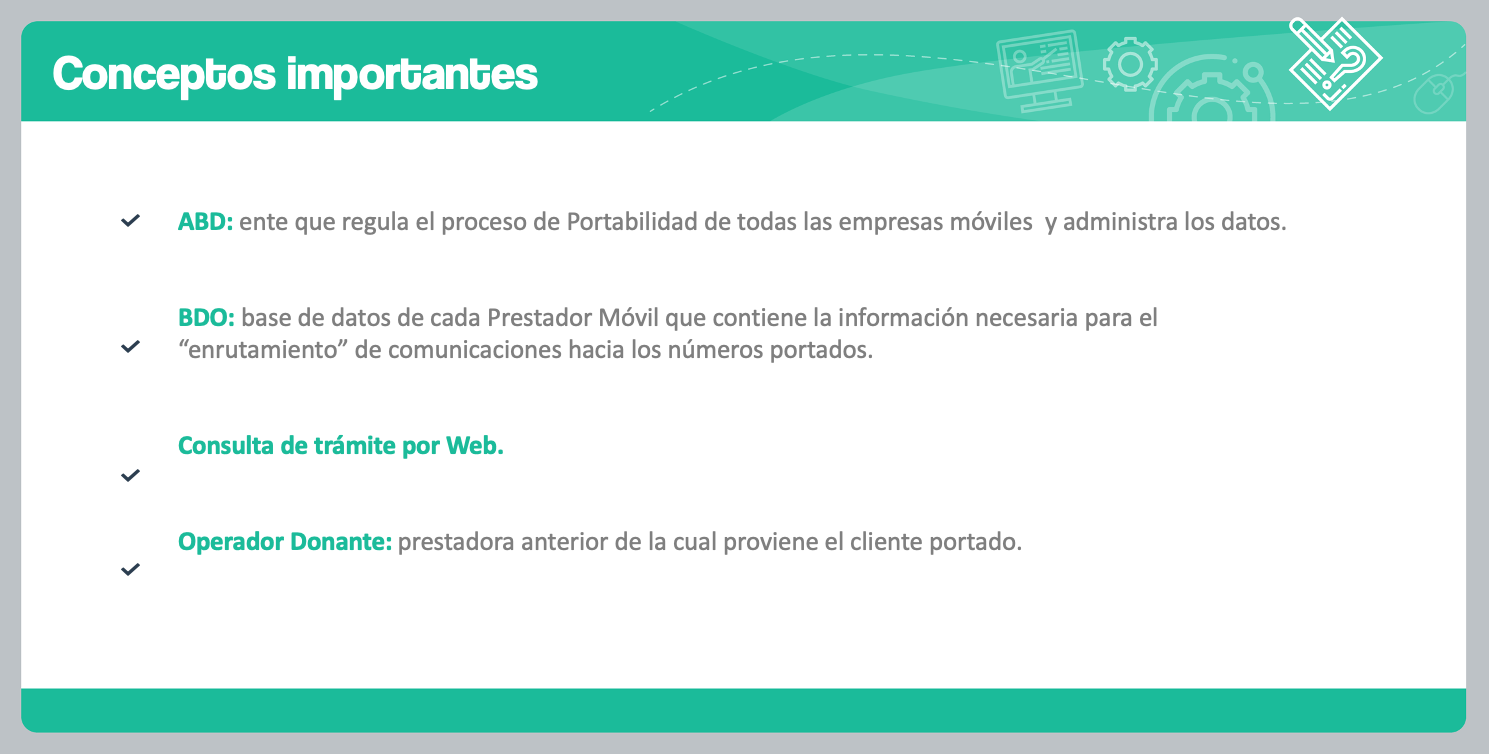 Conceptos importantes
ABD: ente que regula el proceso de Portabilidad de todas las empresas móviles  y administra los datos.
BDO: base de datos de cada Prestador Móvil que contiene la información necesaria para el
“enrutamiento” de comunicaciones hacia los números portados.
Consulta de trámite por Web.
Operador Donante: prestadora anterior de la cual proviene el cliente portado.